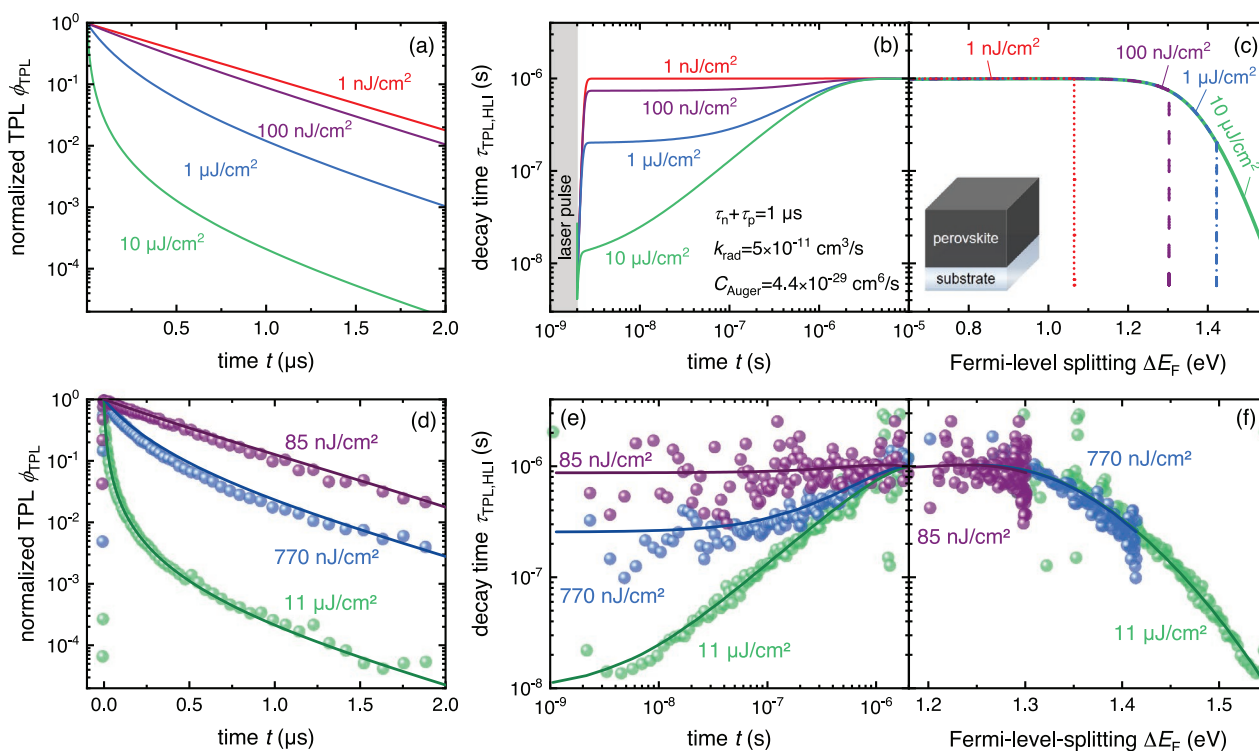 (a)
normalized TPL ϕTPL
10^0
10^-1
10^-2
10^-3
10^-4
1 nJ/cm²
100 nJ/cm²
1 µJ/cm²
10 µJ/cm²
0.5
1.0
1.5
2.0
time t (µs)
(b)
decay time τTPL,HLI (s)
10^-6
10^-7
10^-8
laser pulse
1 nJ/cm²
100 nJ/cm²
1 µJ/cm²
10 µJ/cm²
τn+τp=1 µs
krad=5×10^-11 cm³/s
CAuger=4.4×10^-29 cm⁶/s
10^-9
10^-8
10^-7
10^-6
10^-5
time t (s)
(c)
1 nJ/cm²
100 nJ/cm²
1 µJ/cm²
10 µJ/cm²
perovskite
substrate
0.8
1.0
1.2
1.4
Fermi-level splitting ΔEF (eV)
(d)
normalized TPL ϕTPL
10^0
10^-1
10^-2
10^-3
10^-4
85 nJ/cm²
770 nJ/cm²
11 µJ/cm²
0.0
0.5
1.0
1.5
2.0
time t (µs)
(e)
decay time τTPL,HLI (s)
10^-6
10^-7
10^-8
85 nJ/cm²
770 nJ/cm²
11 µJ/cm²
10^-9
10^-8
10^-7
10^-6
time t (s)
(f)
770 nJ/cm²
85 nJ/cm²
11 µJ/cm²
1.2
1.3
1.4
1.5
Fermi-level-splitting ΔEF (eV)